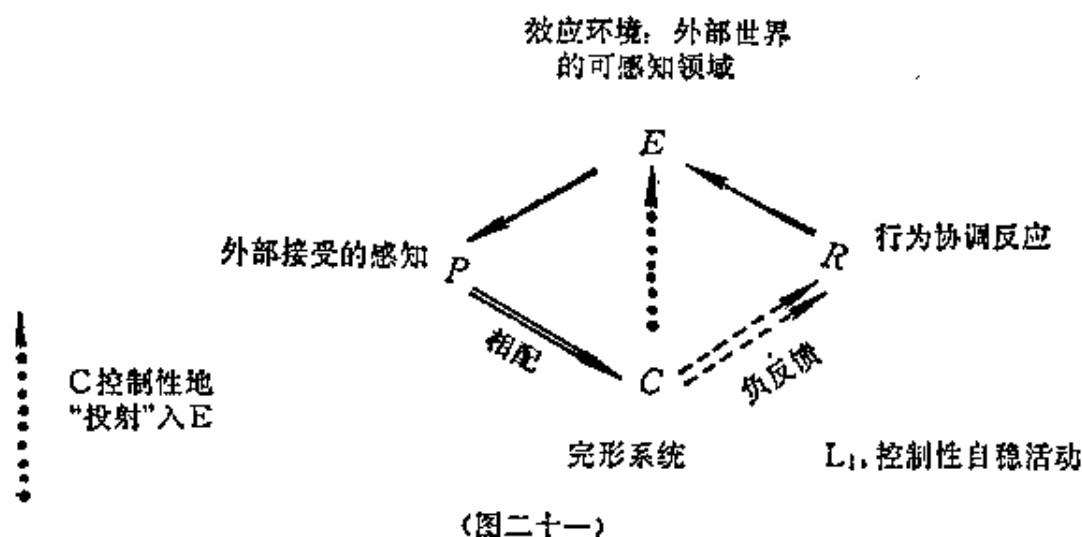 效应环境：外部世界
的可感知领域
E
外部接受的感知
P
R
行为协调反应
相配
负反馈
C
C控制性地
“投射”入E
完形系统
L₁，控制性自稳活动
（图二十一）